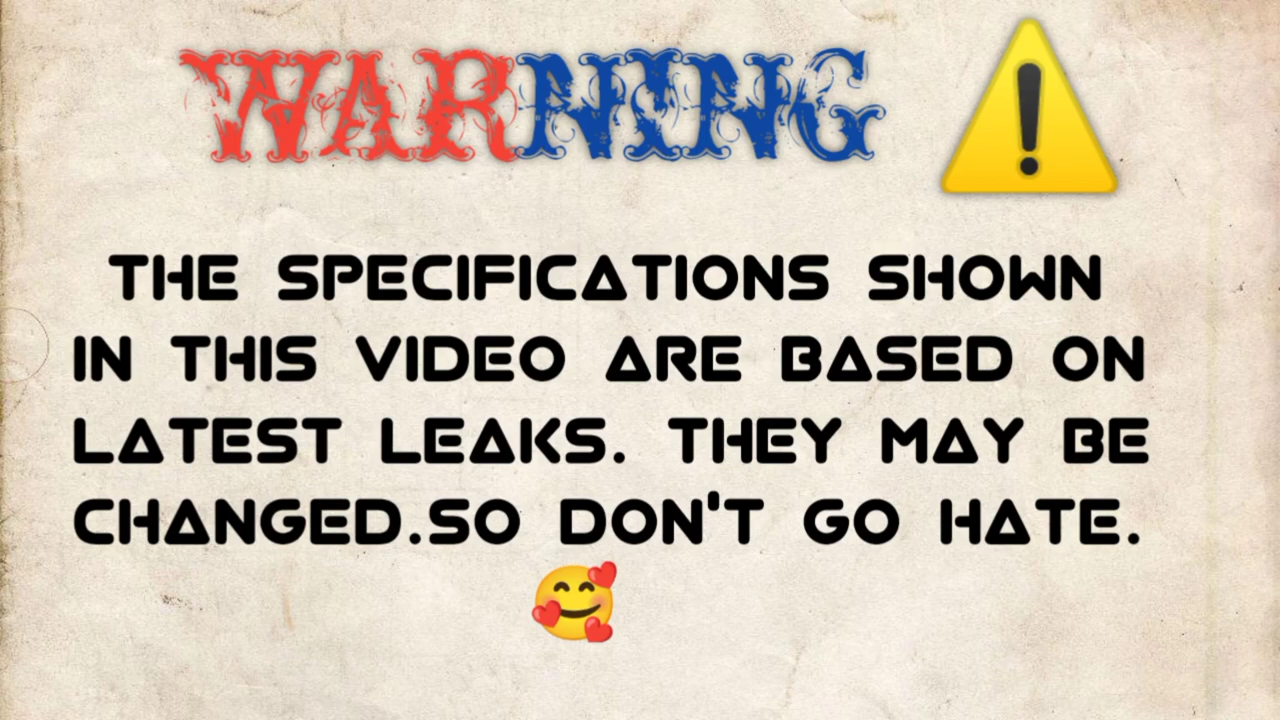 WARNING ⚠️
THE SPECIFICATIONS SHOWN
IN THIS VIDEO ARE BASED ON
LATEST LEAKS. THEY MAY BE
CHANGED.SO DON'T GO HATE.
🥰